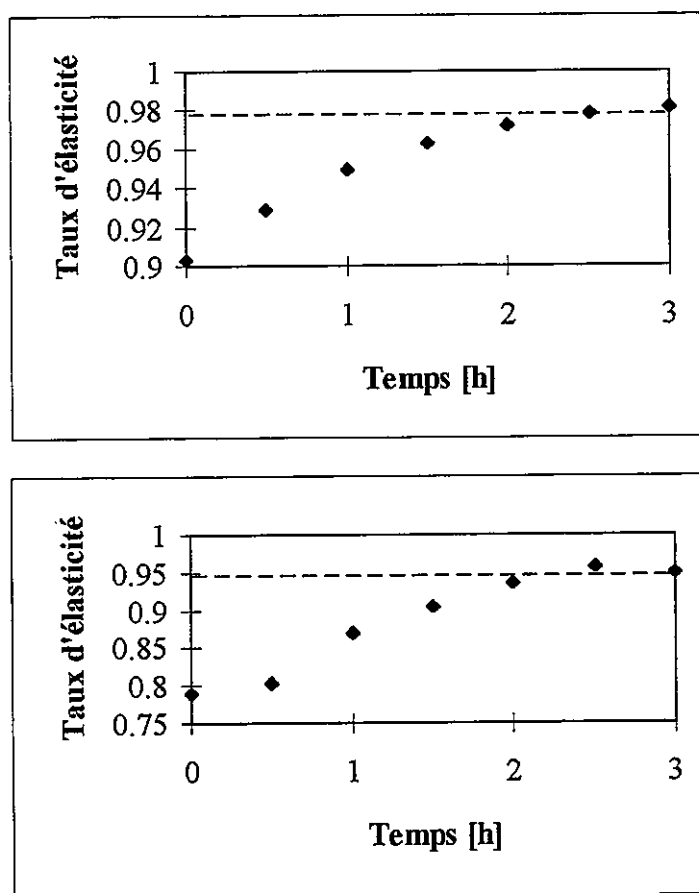 Taux d'élasticité
1
0.98
0.96
0.94
0.92
0.9
0 1 2 3
Temps [h]
Taux d'élasticité
1
0.95
0.9
0.85
0.8
0.75
0 1 2 3
Temps [h]